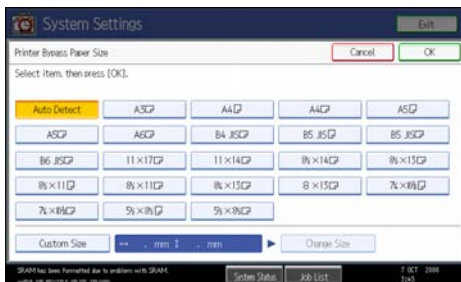 System Settings Exit
Printer Bypass Paper Size Cancel OK
Select item, then press [OK].
Auto Detect A3 A4 A4 A5
A5 A6 B4 JIS B5 JIS B5 JIS
B6 JIS 11×17 11×14 8½×14 8½×13
8½×11 8½×11 8¼×13 8×13 7¼×10½
7¼×10½ 5½×8½ 5½×8½
Custom Size -- . mm . mm Change Size
SRAM has been formatted due to problem with SRAM. 7 OCT 2008
System Status Job List 3:45